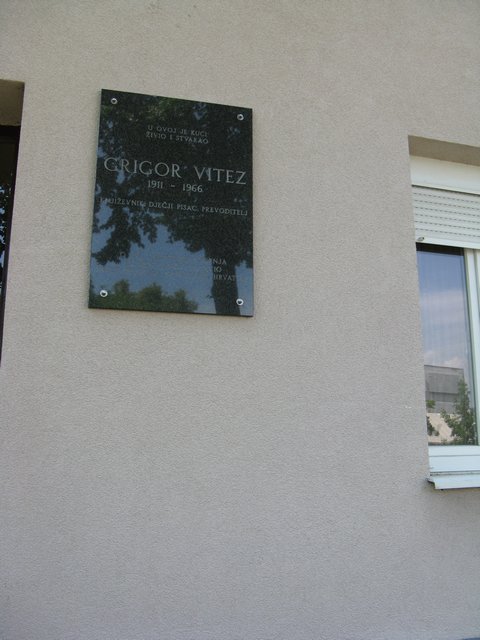 U OVOJ JE KUĆI
ŽIVIO I STVARAO
GRIGOR VITEZ
1911 - 1966.
KNJIŽEVNIK, DJEČJI PISAC, PREVODITELJ